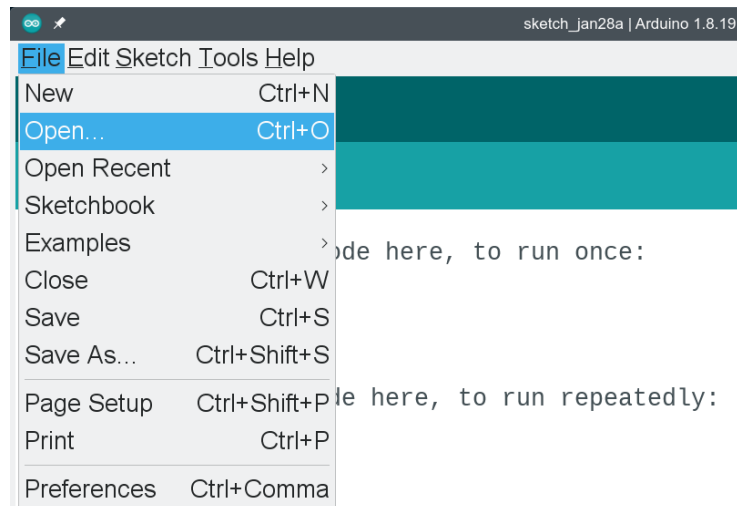 sketch_jan28a | Arduino 1.8.19
File Edit Sketch Tools Help
New Ctrl+N
Open... Ctrl+O
Open Recent
Sketchbook
Examples
here, to run once:
Close Ctrl+W
Save Ctrl+S
Save As... Ctrl+Shift+S
Page Setup Ctrl+Shift+P
here, to run repeatedly:
Print Ctrl+P
Preferences Ctrl+Comma